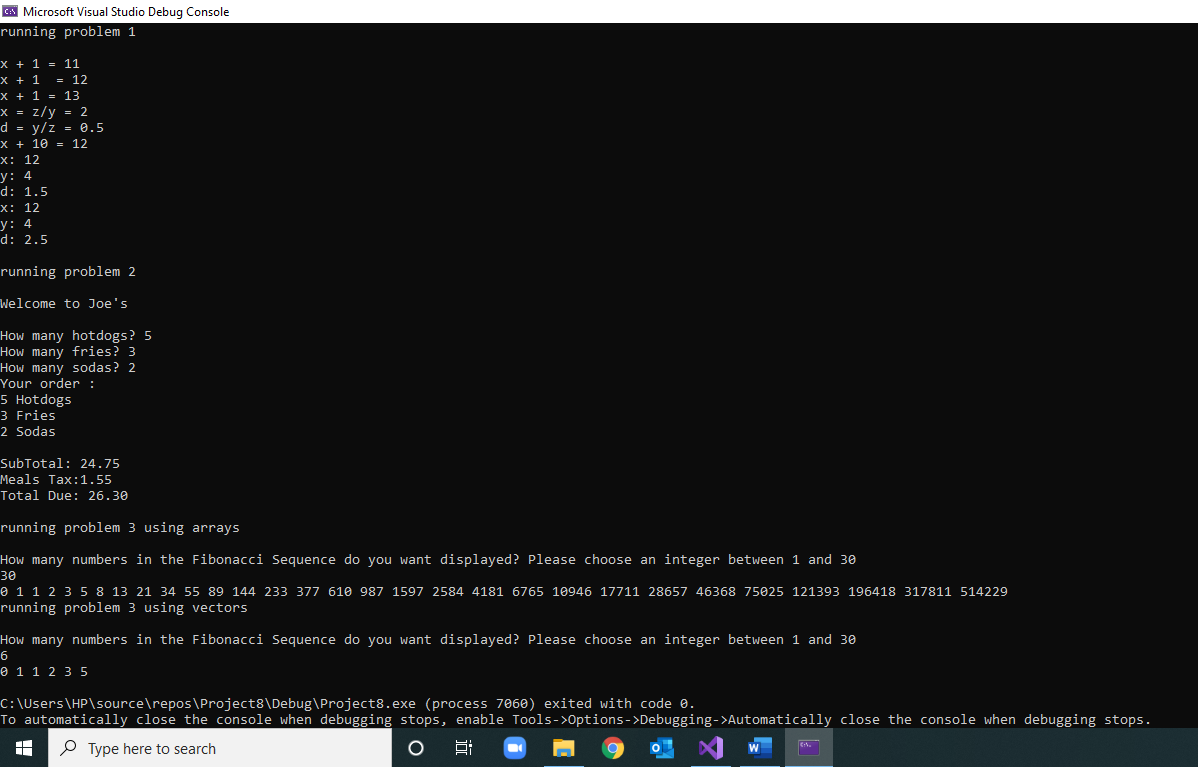 Microsoft Visual Studio Debug Console
running problem 1
x + 1 = 11
x + 1  = 12
x + 1 = 13
x = z/y = 2
d = y/z = 0.5
x + 10 = 12
x: 12
y: 4
d: 1.5
x: 12
y: 4
d: 2.5
running problem 2
Welcome to Joe's
How many hotdogs? 5
How many fries? 3
How many sodas? 2
Your order :
5 Hotdogs
3 Fries
2 Sodas
SubTotal: 24.75
Meals Tax:1.55
Total Due: 26.30
running problem 3 using arrays
How many numbers in the Fibonacci Sequence do you want displayed? Please choose an integer between 1 and 30
30
0 1 1 2 3 5 8 13 21 34 55 89 144 233 377 610 987 1597 2584 4181 6765 10946 17711 28657 46368 75025 121393 196418 317811 514229
running problem 3 using vectors
How many numbers in the Fibonacci Sequence do you want displayed? Please choose an integer between 1 and 30
6
0 1 1 2 3 5
C:\Users\HP\source\repos\Project8\Debug\Project8.exe (process 7060) exited with code 0.
To automatically close the console when debugging stops, enable Tools->Options->Debugging->Automatically close the console when debugging stops.
Type here to search